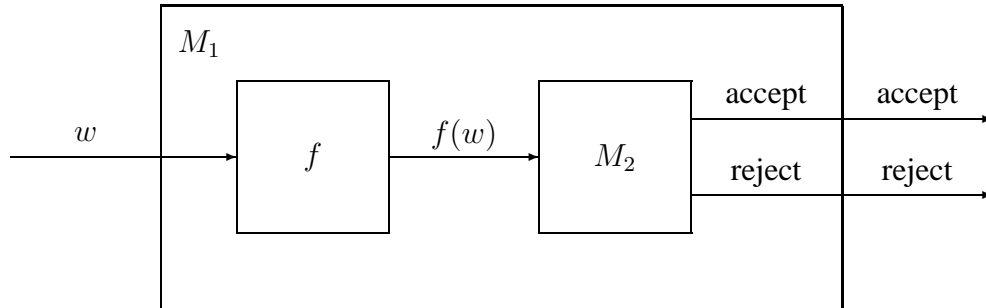 M₁
accept accept
w f(w)
f M₂
reject reject